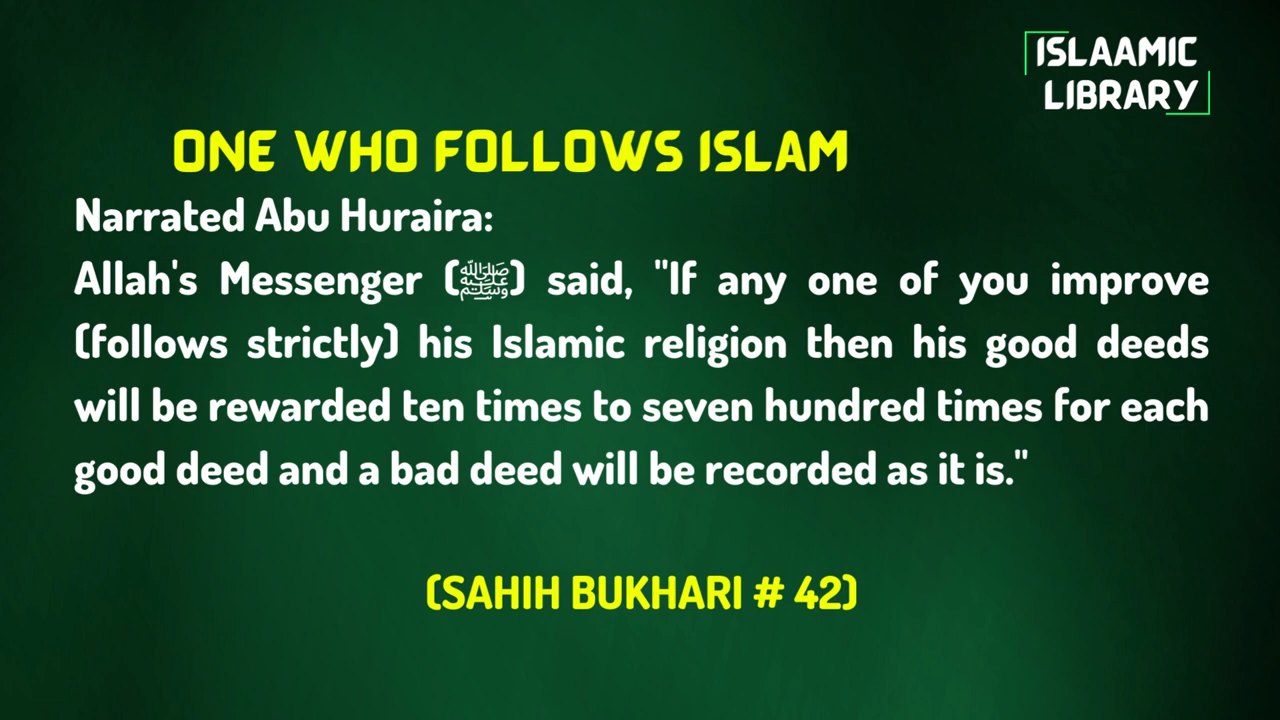 ISLAAMIC
LIBRARY
ONE WHO FOLLOWS ISLAM
Narrated Abu Huraira:
Allah's Messenger (ﷺ) said, "If any one of you improve
(follows strictly) his Islamic religion then his good deeds
will be rewarded ten times to seven hundred times for each
good deed and a bad deed will be recorded as it is."
(SAHIH BUKHARI # 42)